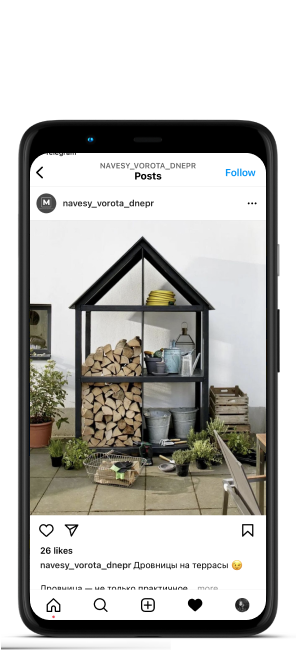 Telegram
NAVESY_VOROTA_DNEPR
Posts
Follow
M
navesy_vorota_dnepr
26 likes
navesy_vorota_dnepr Дровницы на террасы 😉
Дровница — не только практичное... more